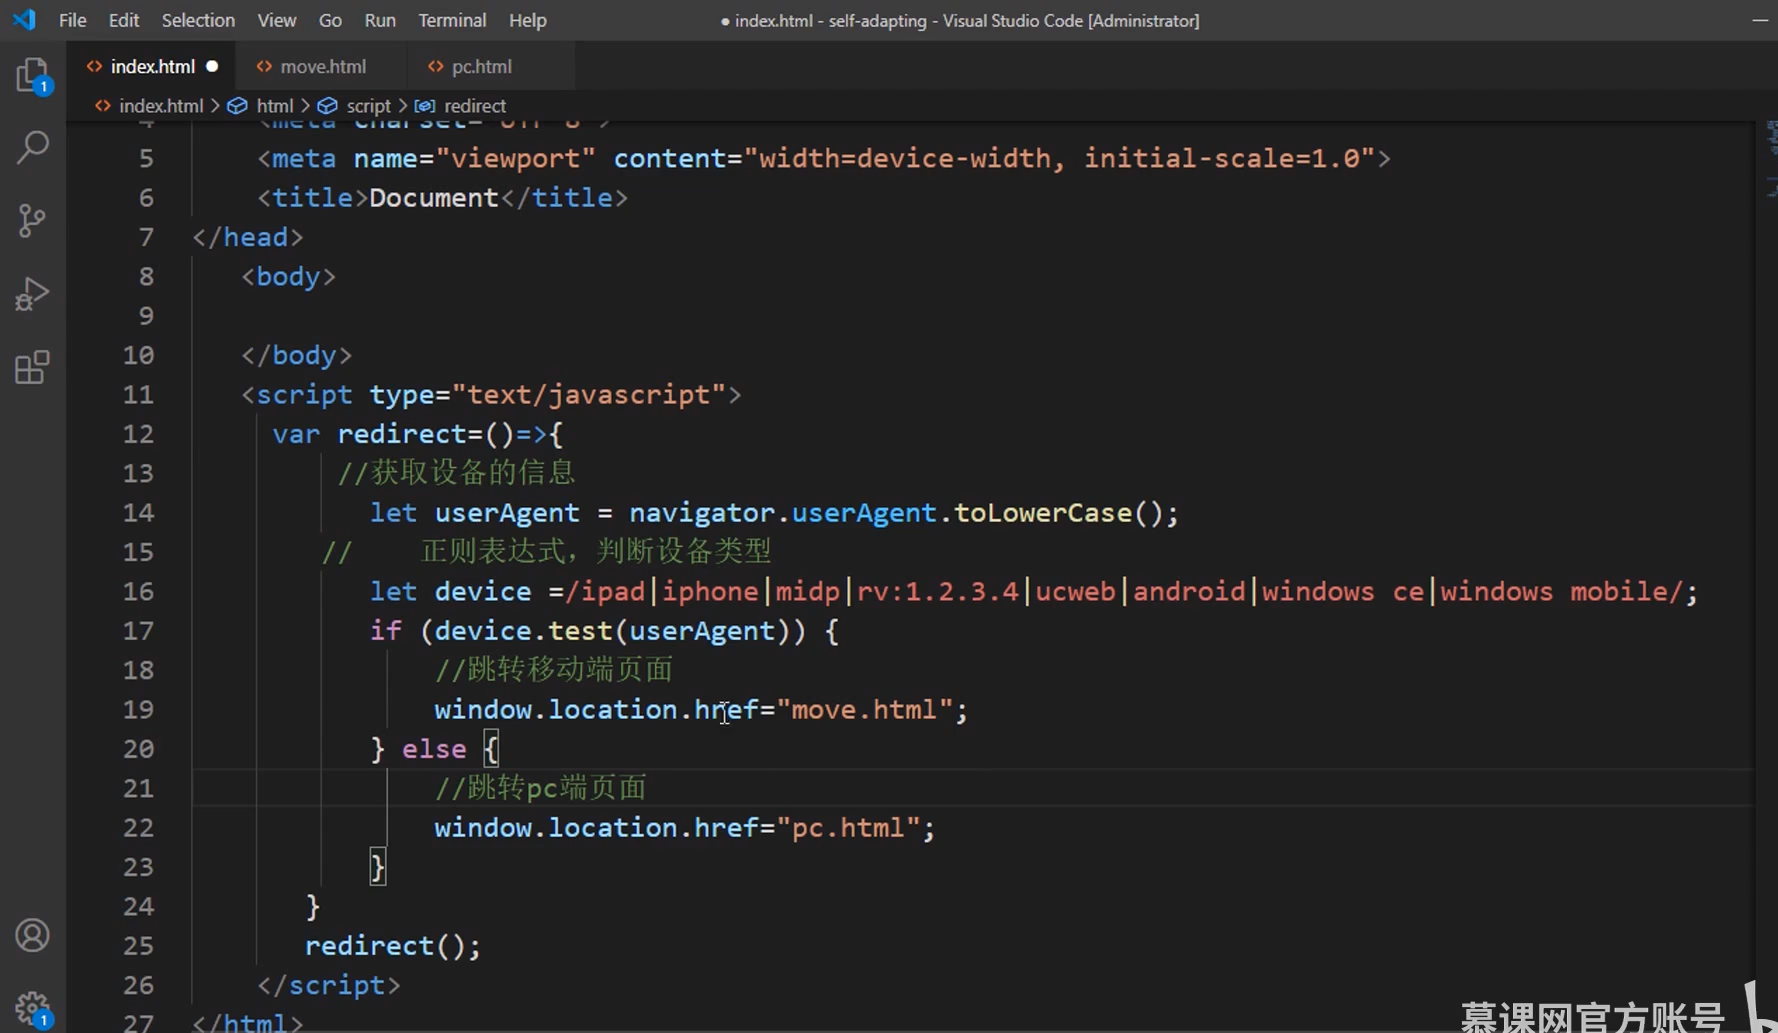 File Edit Selection View Go Run Terminal Help ● index.html - self-adapting - Visual Studio Code [Administrator]
index.html ● move.html pc.html
index.html > html > script > redirect
4 <meta charset="UTF-8">
5 <meta name="viewport" content="width=device-width, initial-scale=1.0">
6 <title>Document</title>
7 </head>
8 <body>
9
10 </body>
11 <script type="text/javascript">
12 var redirect=()=>{
13 //获取设备的信息
14 let userAgent = navigator.userAgent.toLowerCase();
15 // 正则表达式，判断设备类型
16 let device =/ipad|iphone|midp|rv:1.2.3.4|ucweb|android|windows ce|windows mobile/;
17 if (device.test(userAgent)) {
18 //跳转移动端页面
19 window.location.href="move.html";
20 } else {
21 //跳转pc端页面
22 window.location.href="pc.html";
23 }
24 }
25 redirect();
26 </script>
27 </html>
1
1
慕课网官方账号